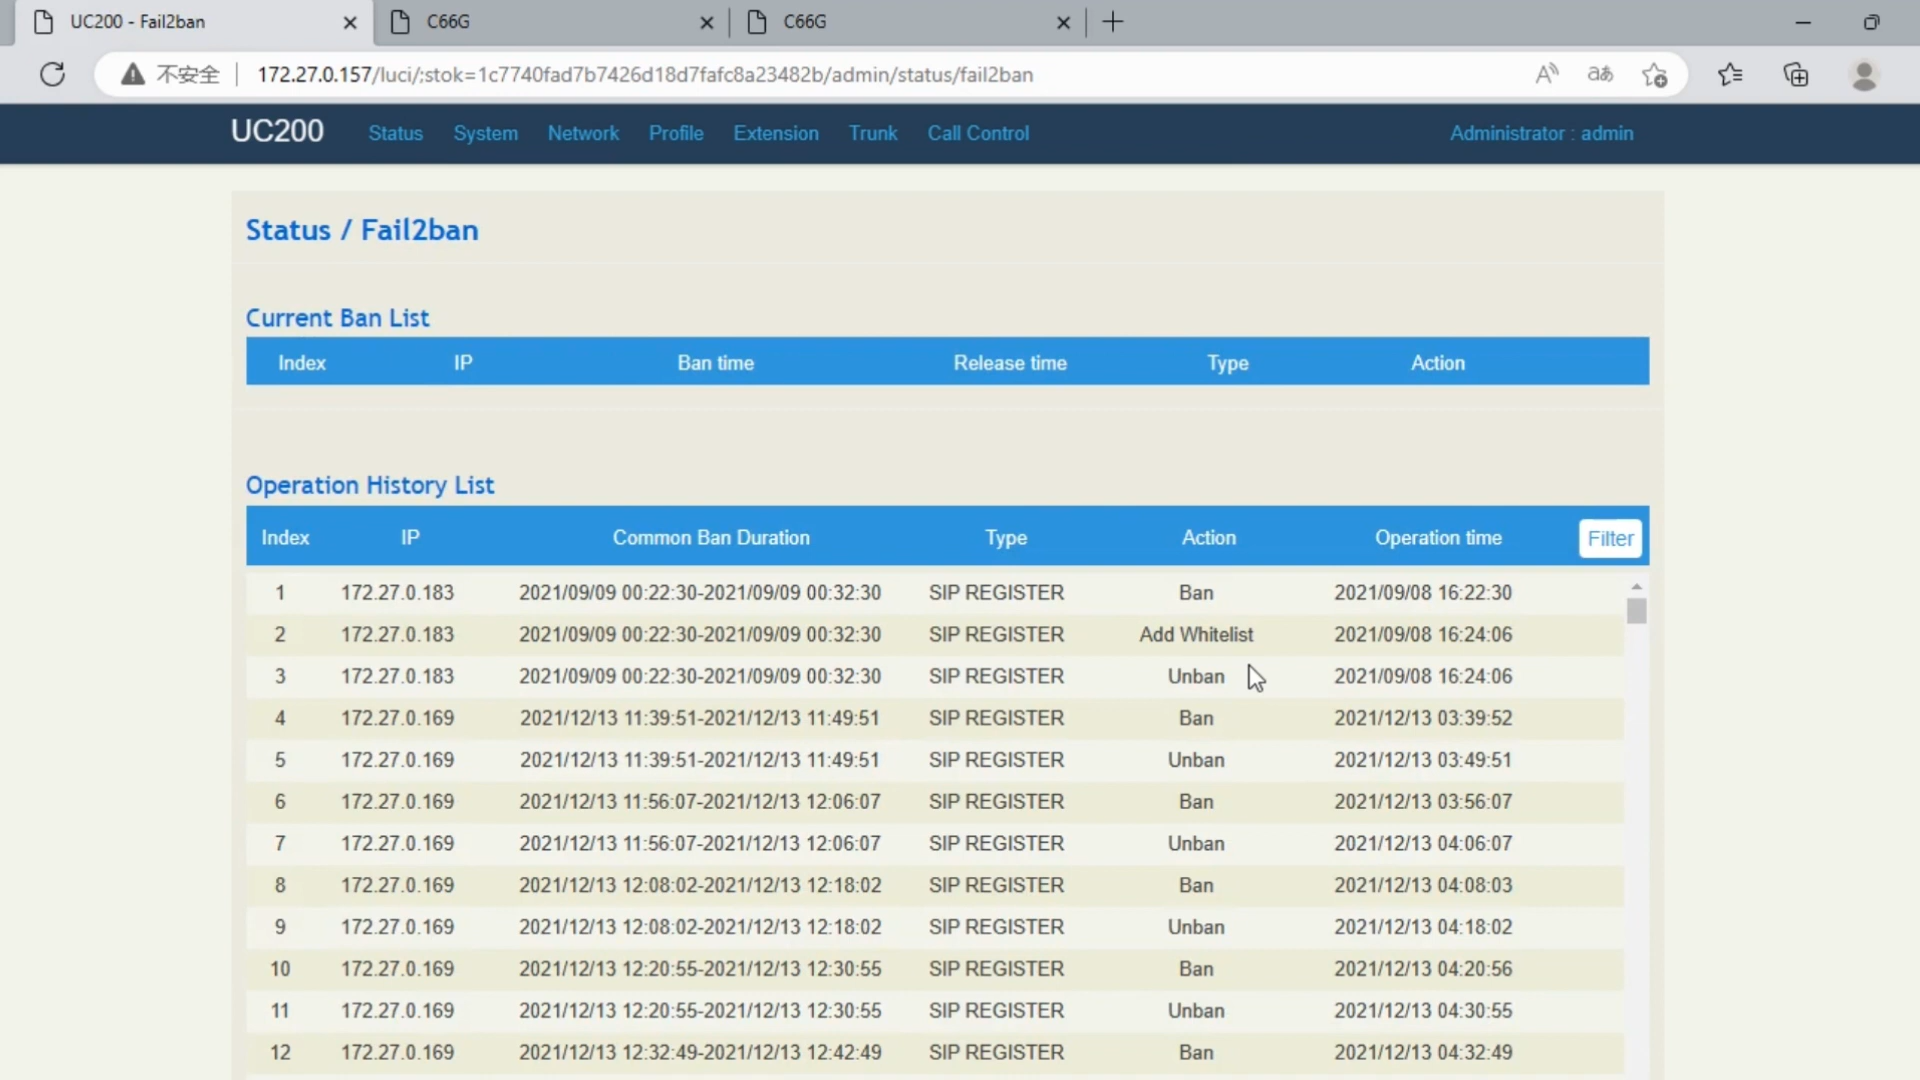 UC200 - Fail2ban C66G C66G
不安全 172.27.0.157/luci/;stok=1c7740fad7b7426d18d7fafc8a23482b/admin/status/fail2ban
UC200 Status System Network Profile Extension Trunk Call Control Administrator : admin
Status / Fail2ban
Current Ban List
Index IP Ban time Release time Type Action
Operation History List
Index IP Common Ban Duration Type Action Operation time Filter
1 172.27.0.183 2021/09/09 00:22:30-2021/09/09 00:32:30 SIP REGISTER Ban 2021/09/08 16:22:30
2 172.27.0.183 2021/09/09 00:22:30-2021/09/09 00:32:30 SIP REGISTER Add Whitelist 2021/09/08 16:24:06
3 172.27.0.183 2021/09/09 00:22:30-2021/09/09 00:32:30 SIP REGISTER Unban 2021/09/08 16:24:06
4 172.27.0.169 2021/12/13 11:39:51-2021/12/13 11:49:51 SIP REGISTER Ban 2021/12/13 03:39:52
5 172.27.0.169 2021/12/13 11:39:51-2021/12/13 11:49:51 SIP REGISTER Unban 2021/12/13 03:49:51
6 172.27.0.169 2021/12/13 11:56:07-2021/12/13 12:06:07 SIP REGISTER Ban 2021/12/13 03:56:07
7 172.27.0.169 2021/12/13 11:56:07-2021/12/13 12:06:07 SIP REGISTER Unban 2021/12/13 04:06:07
8 172.27.0.169 2021/12/13 12:08:02-2021/12/13 12:18:02 SIP REGISTER Ban 2021/12/13 04:08:03
9 172.27.0.169 2021/12/13 12:08:02-2021/12/13 12:18:02 SIP REGISTER Unban 2021/12/13 04:18:02
10 172.27.0.169 2021/12/13 12:20:55-2021/12/13 12:30:55 SIP REGISTER Ban 2021/12/13 04:20:56
11 172.27.0.169 2021/12/13 12:20:55-2021/12/13 12:30:55 SIP REGISTER Unban 2021/12/13 04:30:55
12 172.27.0.169 2021/12/13 12:32:49-2021/12/13 12:42:49 SIP REGISTER Ban 2021/12/13 04:32:49